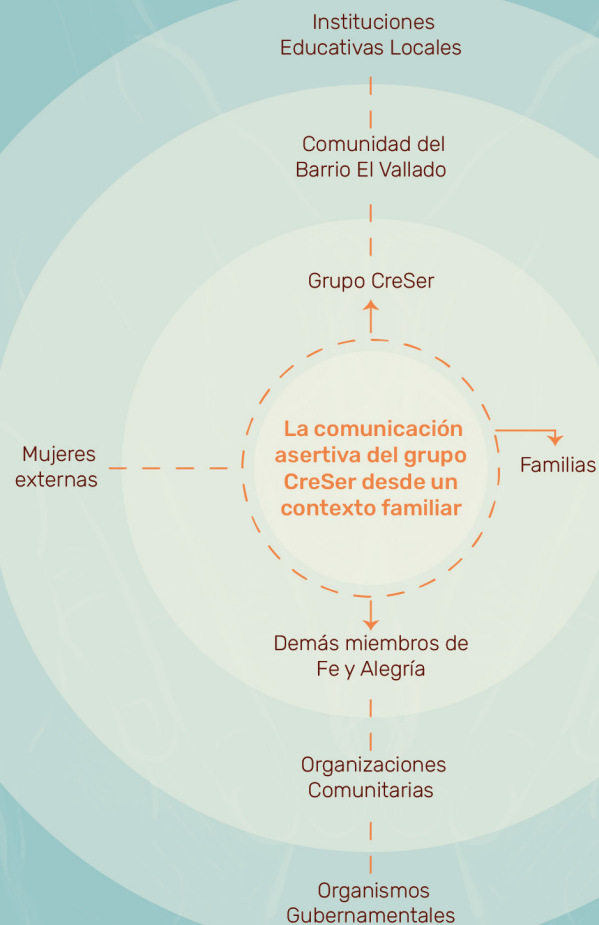 Instituciones
Educativas Locales
Comunidad del
Barrio El Vallado
Grupo CreSer
La comunicación
asertiva del grupo
CreSer desde un
contexto familiar
Mujeres
externas
Familias
Demás miembros de
Fe y Alegría
Organizaciones
Comunitarias
Organismos
Gubernamentales